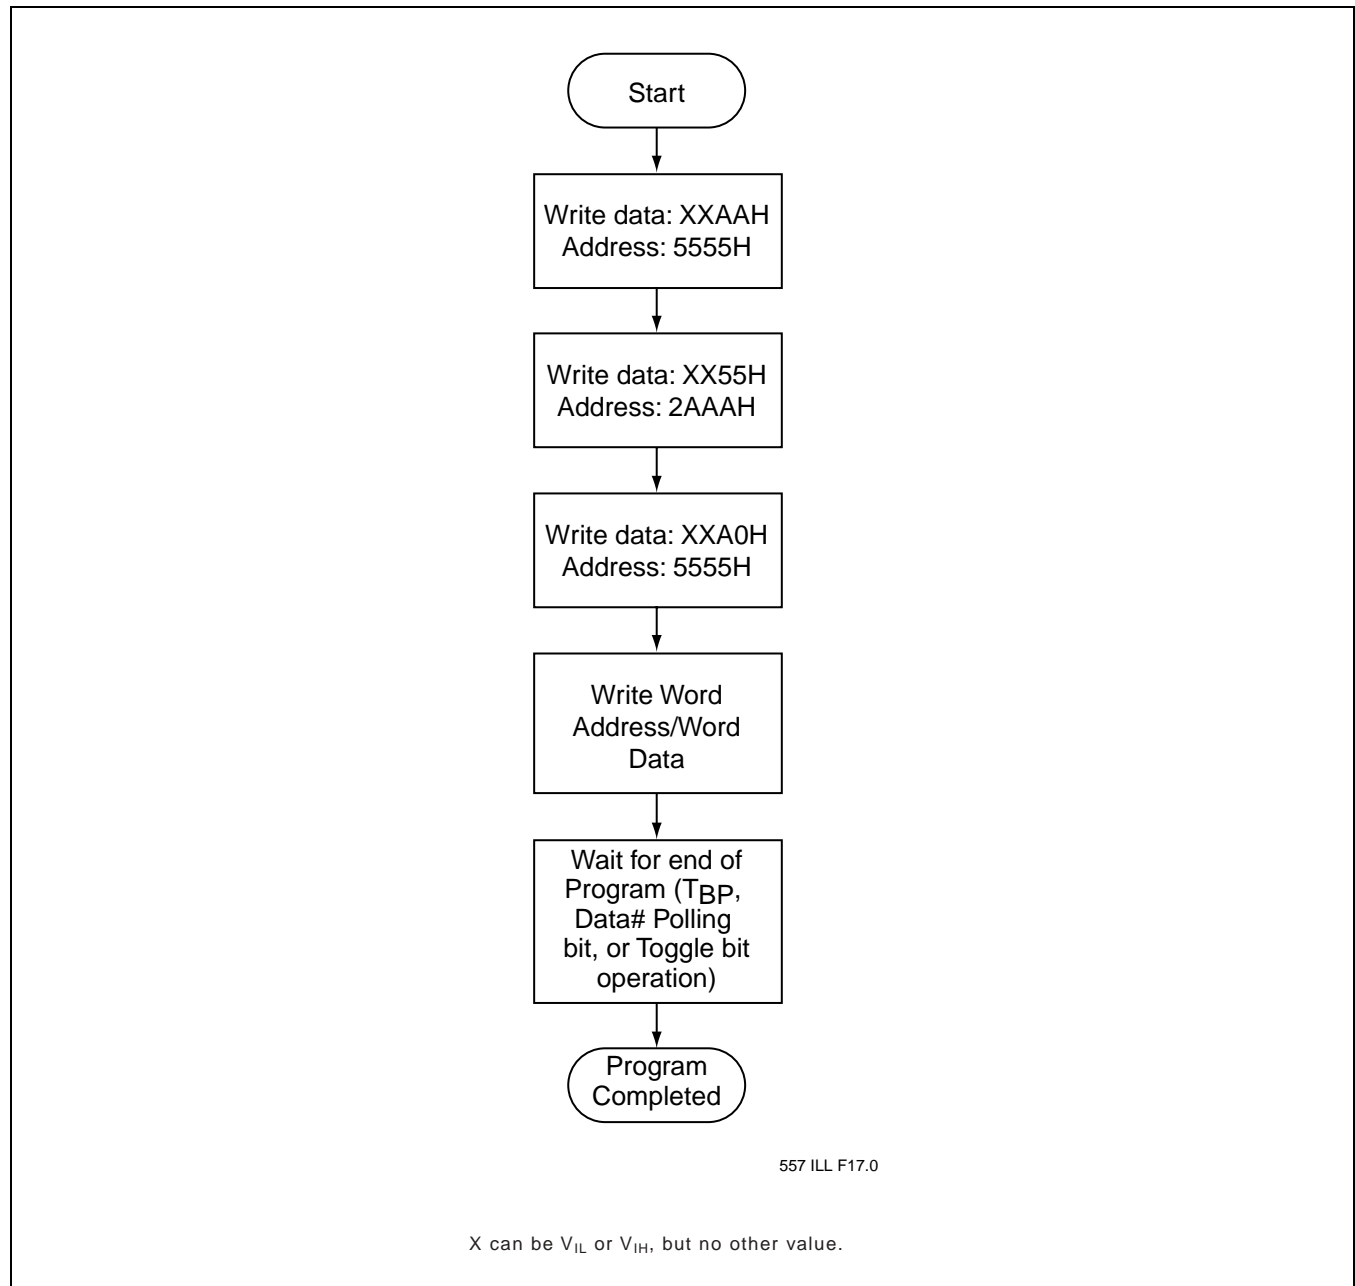 Start
Write data: XXAAH
Address: 5555H
Write data: XX55H
Address: 2AAAH
Write data: XXA0H
Address: 5555H
Write Word
Address/Word
Data
Wait for end of
Program (TBP,
Data# Polling
bit, or Toggle bit
operation)
Program
Completed
557 ILL F17.0
X can be VIL or VIH, but no other value.